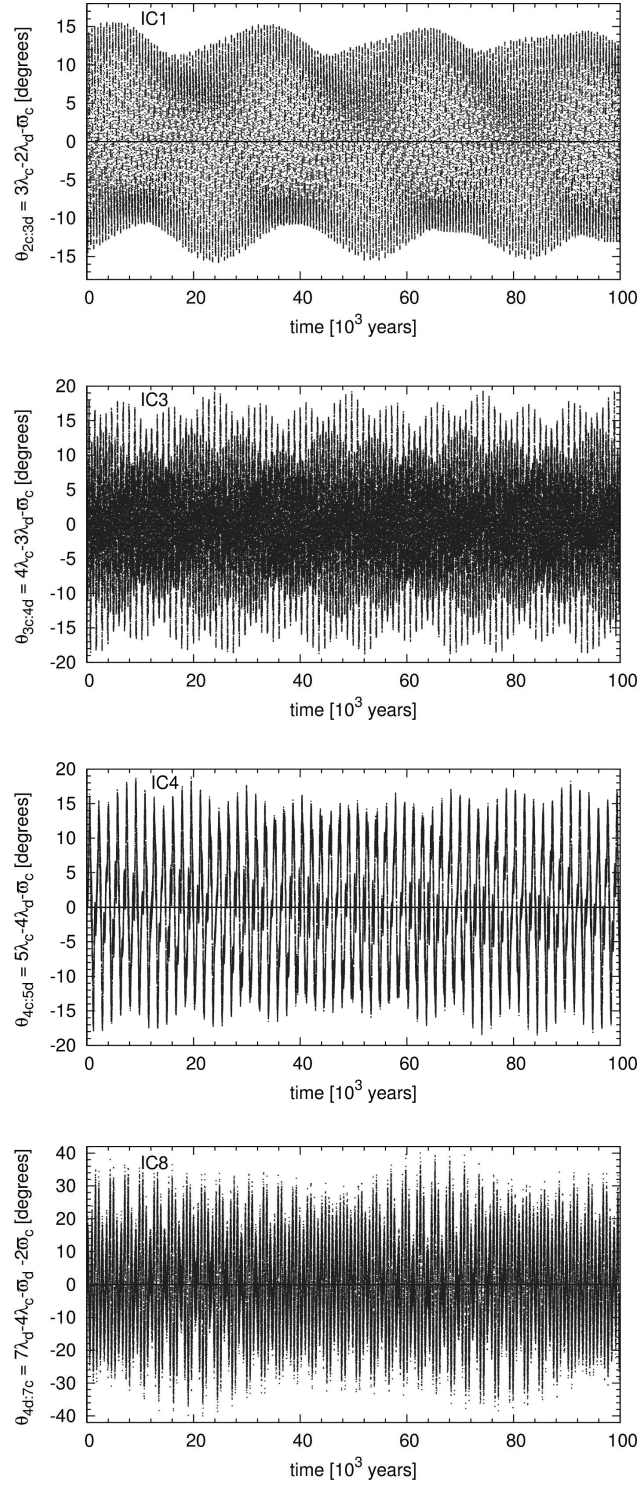 IC1
θ2c:3d = 3λc-2λd-ϖc [degrees]
15
10
5
0
-5
-10
-15
0 20 40 60 80 100
time [10³ years]
IC3
θ3c:4d = 4λc-3λd-ϖc [degrees]
20
15
10
5
0
-5
-10
-15
-20
0 20 40 60 80 100
time [10³ years]
IC4
θ4c:5d = 5λc-4λd-ϖc [degrees]
20
15
10
5
0
-5
-10
-15
-20
0 20 40 60 80 100
time [10³ years]
IC8
θ4d:7c = 7λd-4λc-ϖd -2ϖc [degrees]
40
30
20
10
0
-10
-20
-30
-40
0 20 40 60 80 100
time [10³ years]